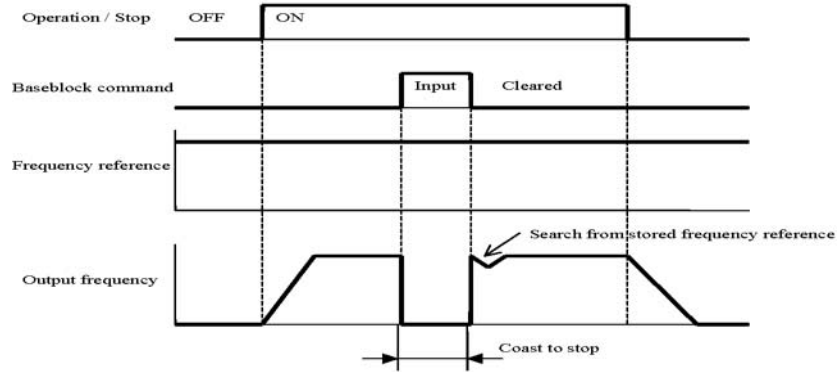 Operation / Stop OFF ON
Baseblock command Input Cleared
Frequency reference
Search from stored frequency reference
Output frequency
Coast to stop